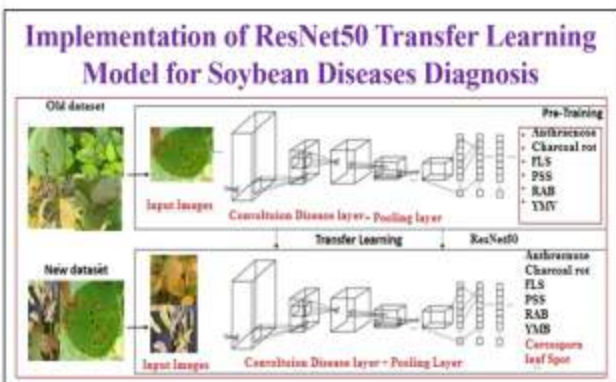 Implementation of ResNet50 Transfer Learning
Model for Soybean Diseases Diagnosis
Old dataset
Pre-Training
Anthracnose
Charcoal rot
FLS
PSS
RAB
YMV
Input Images
Convoltuion Disease layer+ Pooling layer
Transfer Learning
ResNet50
New dataset
Anthracnose
Charcoal rot
FLS
PSS
RAB
YMB
Cercospora
leaf Spot
Input Images
Convoltuion Disease layer + Pooling Layer